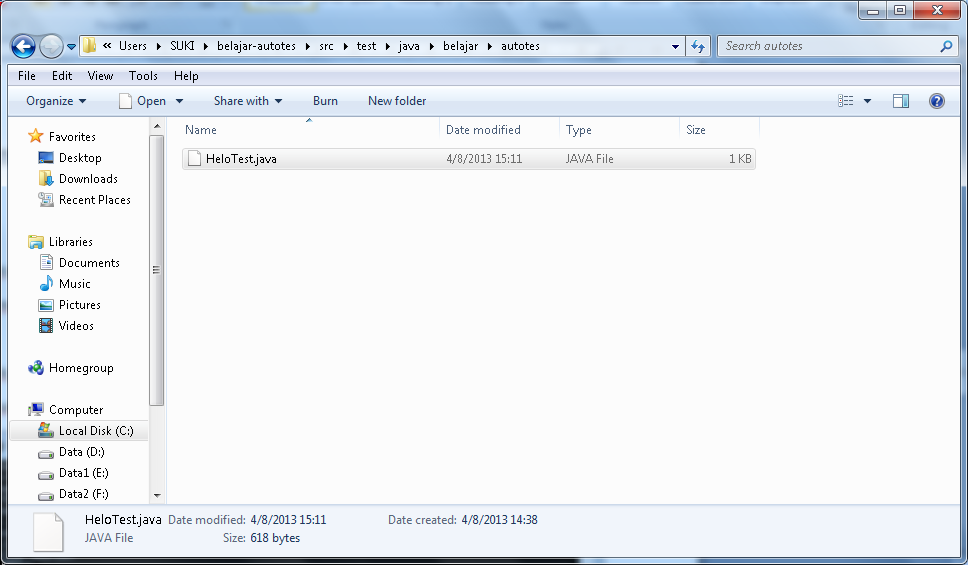 « Users ▸ SUKI ▸ belajar-autotes ▸ src ▸ test ▸ java ▸ belajar ▸ autotes
Search autotes
File Edit View Tools Help
Organize Open Share with Burn New folder
Name Date modified Type Size
HeloTest.java 4/8/2013 15:11 JAVA File 1 KB
Favorites
Desktop
Downloads
Recent Places
Libraries
Documents
Music
Pictures
Videos
Homegroup
Computer
Local Disk (C:)
Data (D:)
Data1 (E:)
Data2 (F:)
HeloTest.java Date modified: 4/8/2013 15:11 Date created: 4/8/2013 14:38
JAVA File Size: 618 bytes